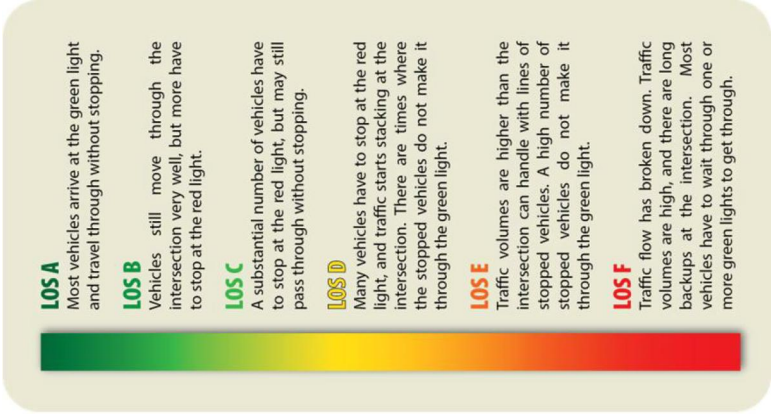 LOS A
Most vehicles arrive at the green light
and travel through without stopping.
LOS B
Vehicles still move through the
intersection very well, but more have
to stop at the red light.
LOS C
A substantial number of vehicles have
to stop at the red light, but may still
pass through without stopping.
LOS D
Many vehicles have to stop at the red
light, and traffic starts stacking at the
intersection. There are times where
the stopped vehicles do not make it
through the green light.
LOS E
Traffic volumes are higher than the
intersection can handle with lines of
stopped vehicles. A high number of
stopped vehicles do not make it
through the green light.
LOS F
Traffic flow has broken down. Traffic
volumes are high, and there are long
backups at the intersection. Most
vehicles have to wait through one or
more green lights to get through.